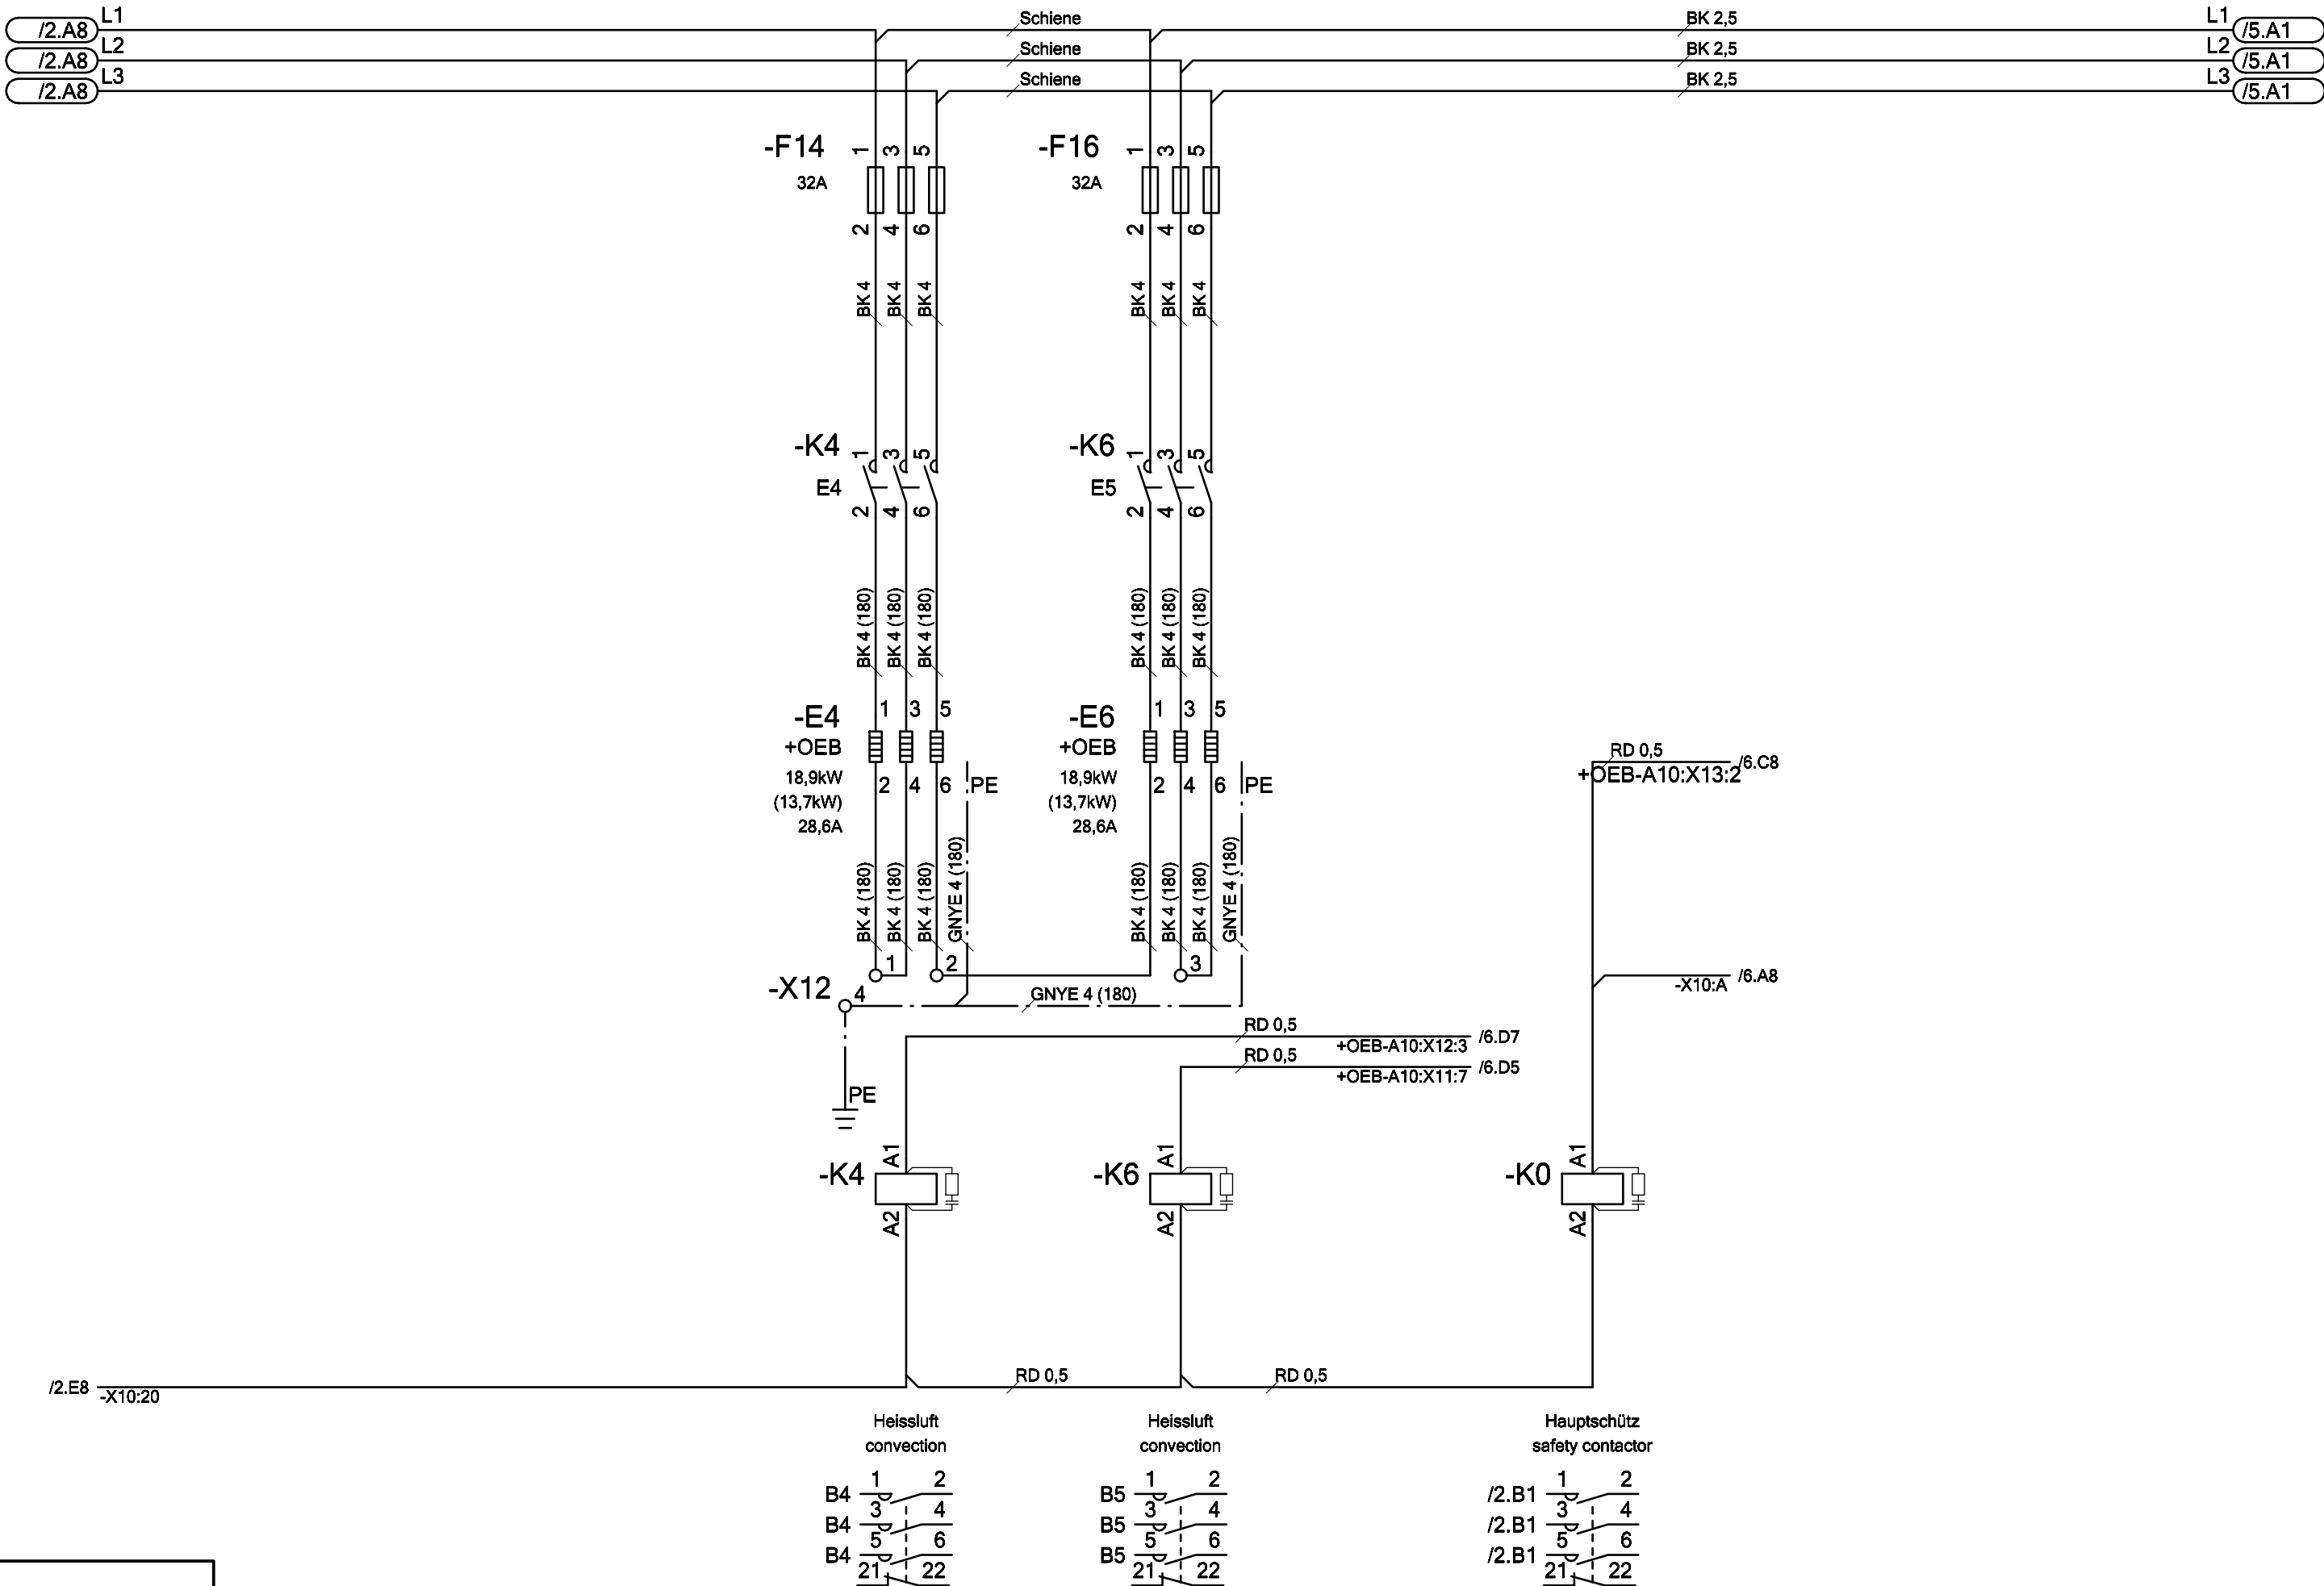 L1
/2.A8
Schiene
BK 2,5
L1
/5.A1
L2
/2.A8
Schiene
BK 2,5
L2
/5.A1
L3
/2.A8
Schiene
BK 2,5
L3
/5.A1
-F14
1 3 5
32A
2 4 6
-F16
1 3 5
32A
2 4 6
BK 4
BK 4
BK 4
BK 4
BK 4
BK 4
-K4
1 3 5
E4
2 4 6
-K6
1 3 5
E5
2 4 6
BK 4 (180)
BK 4 (180)
BK 4 (180)
BK 4 (180)
BK 4 (180)
BK 4 (180)
-E4
1 3 5
+OEB
18,9kW
(13,7kW)
28,6A
2 4 6 PE
-E6
1 3 5
+OEB
18,9kW
(13,7kW)
28,6A
2 4 6 PE
RD 0,5
/6.C8
+OEB-A10:X13:2
BK 4 (180)
BK 4 (180)
BK 4 (180)
GNYE 4 (180)
BK 4 (180)
BK 4 (180)
BK 4 (180)
GNYE 4 (180)
1 2 3
-X12
4
GNYE 4 (180)
/6.A8
-X10:A
RD 0,5
+OEB-A10:X12:3
/6.D7
RD 0,5
+OEB-A10:X11:7
/6.D5
PE
-K4
A1
A2
-K6
A1
A2
-K0
A1
A2
/2.E8
-X10:20
RD 0,5
RD 0,5
Heissluft
convection
Heissluft
convection
Hauptschütz
safety contactor
1 2
B4
3 4
B4
5 6
B4
21 22
1 2
B5
3 4
B5
5 6
B5
21 22
1 2
/2.B1
3 4
/2.B1
5 6
/2.B1
21 22